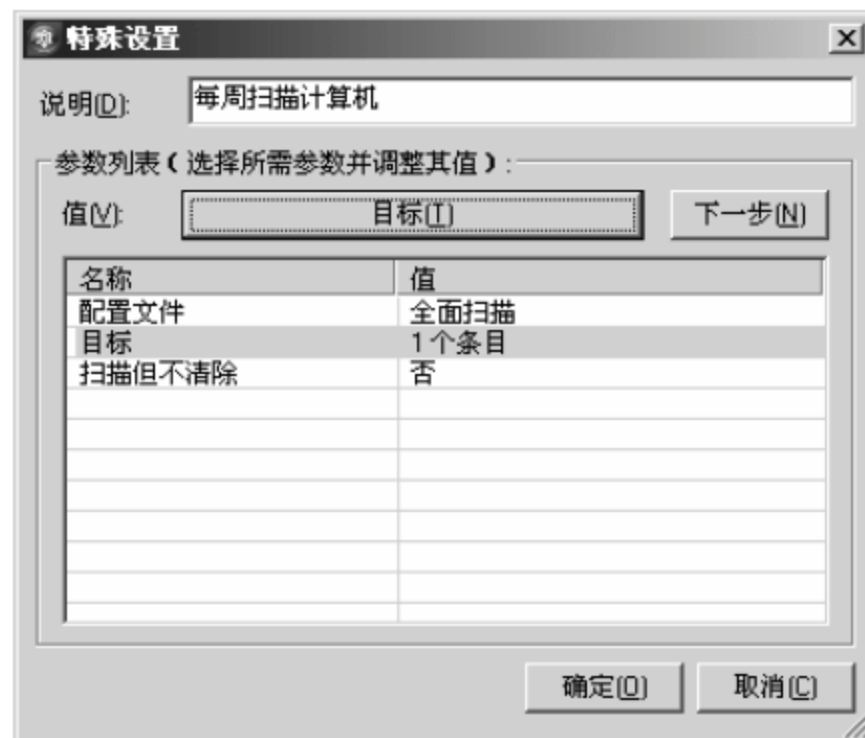 特殊设置
说明(D): 每周扫描计算机
参数列表(选择所需参数并调整其值):
值(V): 目标(T) 下一步(N)
名称 值
配置文件 全面扫描
目标 1个条目
扫描但不清除 否
确定(O) 取消(C)